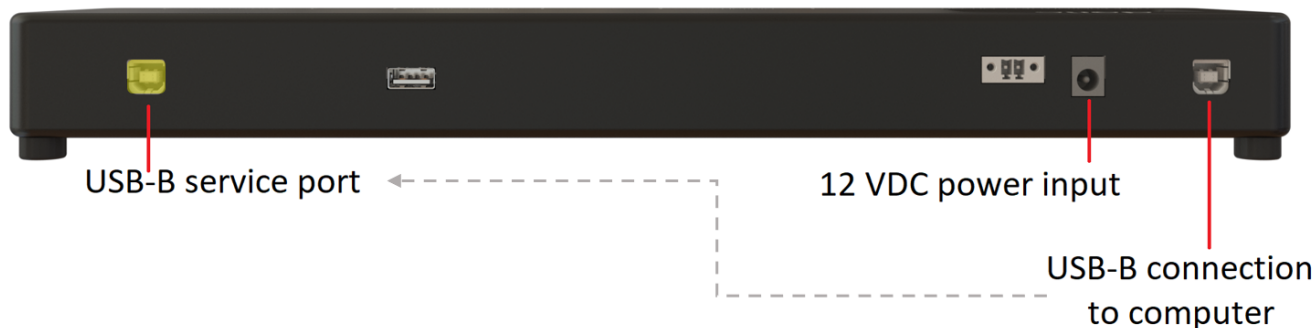 USB-B service port
12 VDC power input
USB-B connection
to computer